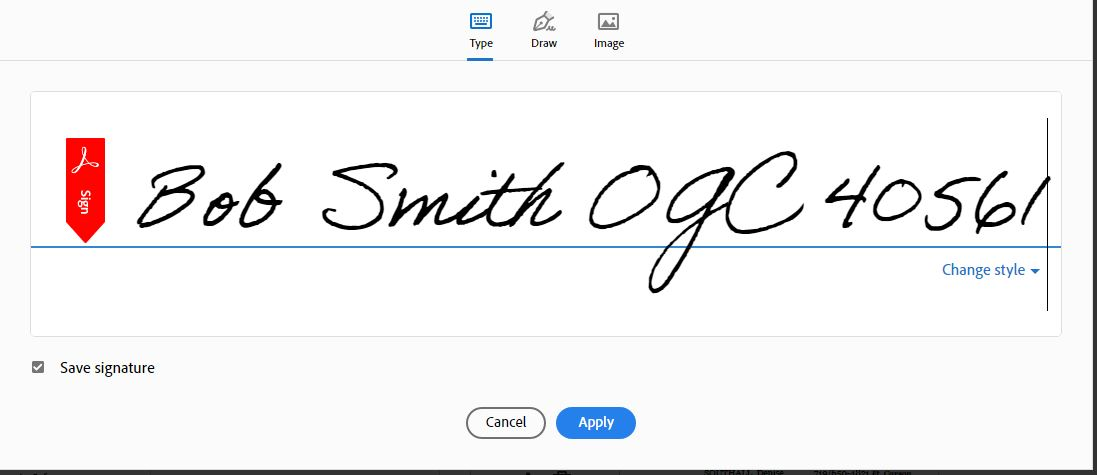 Type Draw Image
Sign
Bob Smith OgC 40561
Change style
Save signature
Cancel Apply